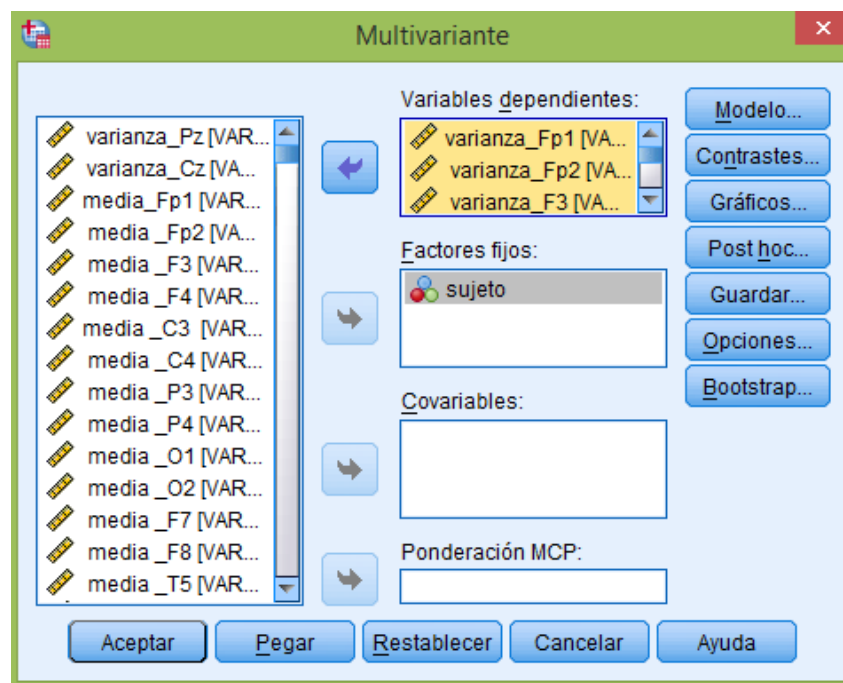 Multivariante
varianza_Pz [VAR...
varianza_Cz [VA...
media_Fp1 [VAR...
media _Fp2 [VA...
media _F3 [VAR...
media _F4 [VAR...
media _C3 [VAR...
media _C4 [VAR...
media _P3 [VAR...
media _P4 [VAR...
media _O1 [VAR...
media _O2 [VAR...
media _F7 [VAR...
media _F8 [VAR...
media _T5 [VAR...
Variables dependientes:
varianza_Fp1 [VA...
varianza_Fp2 [VA...
varianza_F3 [VA...
Factores fijos:
sujeto
Covariables:
Ponderación MCP:
Modelo...
Contrastes...
Gráficos...
Post hoc...
Guardar...
Opciones...
Bootstrap...
Aceptar
Pegar
Restablecer
Cancelar
Ayuda